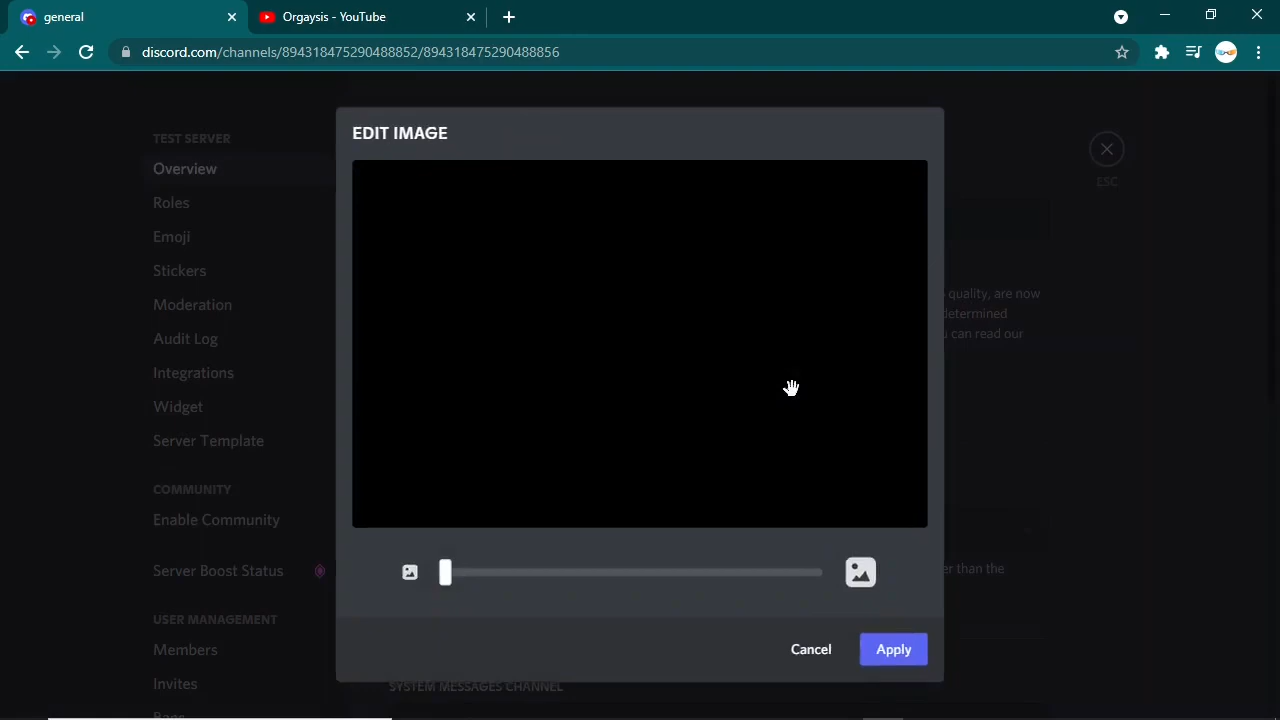 general
Orgaysis - YouTube
discord.com/channels/894318475290488852/894318475290488856
EDIT IMAGE
TEST SERVER
Overview
ESC
Roles
Emoji
Stickers
quality, are now
Moderation
determined
can read our
Audit Log
Integrations
Widget
Server Template
COMMUNITY
Enable Community
Server Boost Status
than the
USER MANAGEMENT
Members
Cancel
Apply
Invites
SYSTEM MESSAGES CHANNEL